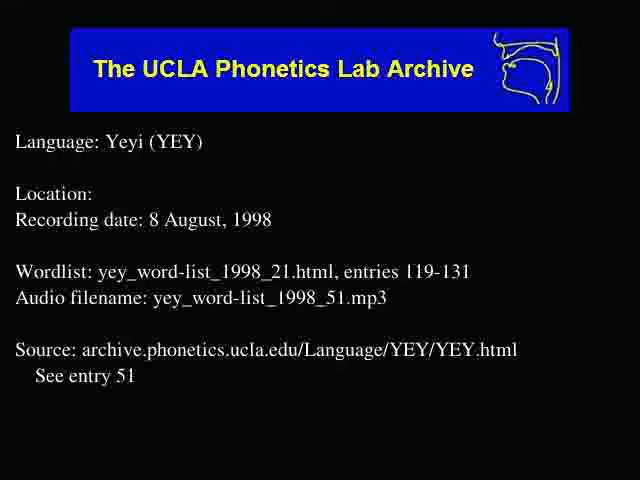 The UCLA Phonetics Lab Archive
Language: Yeyi (YEY)
Location:
Recording date: 8 August, 1998
Wordlist: yey_word-list_1998_21.html, entries 119-131
Audio filename: yey_word-list_1998_51.mp3
Source: archive.phonetics.ucla.edu/Language/YEY/YEY.html
See entry 51